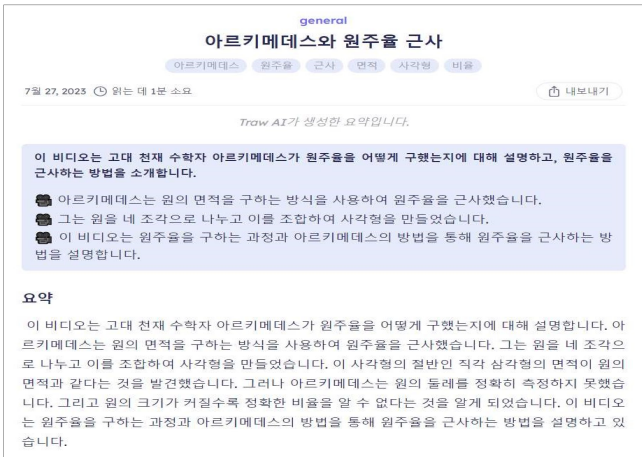 general
아르키메데스와 원주율 근사
아르키메데스 원주율 근사 면적 사각형 비율
7월 27, 2023 읽는 데 1분 소요 내보내기
Traw AI가 생성한 요약입니다.
이 비디오는 고대 천재 수학자 아르키메데스가 원주율을 어떻게 구했는지에 대해 설명하고, 원주율을
근사하는 방법을 소개합니다.
아르키메데스는 원의 면적을 구하는 방식을 사용하여 원주율을 근사했습니다.
그는 원을 네 조각으로 나누고 이를 조합하여 사각형을 만들었습니다.
이 비디오는 원주율을 구하는 과정과 아르키메데스의 방법을 통해 원주율을 근사하는 방
법을 설명합니다.
요약
이 비디오는 고대 천재 수학자 아르키메데스가 원주율을 어떻게 구했는지에 대해 설명합니다. 아
르키메데스는 원의 면적을 구하는 방식을 사용하여 원주율을 근사했습니다. 그는 원을 네 조각으
로 나누고 이를 조합하여 사각형을 만들었습니다. 이 사각형의 절반인 직각 삼각형의 면적이 원의
면적과 같다는 것을 발견했습니다. 그러나 아르키메데스는 원의 둘레를 정확히 측정하지 못했습
니다. 그리고 원의 크기가 커질수록 정확한 비율을 알 수 없다는 것을 알게 되었습니다. 이 비디오
는 원주율을 구하는 과정과 아르키메데스의 방법을 통해 원주율을 근사하는 방법을 설명하고 있
습니다.